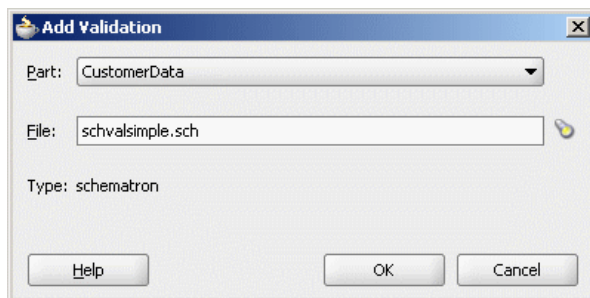 Add Validation
Part: CustomerData
File: schvalsimple.sch
Type: schematron
Help OK Cancel